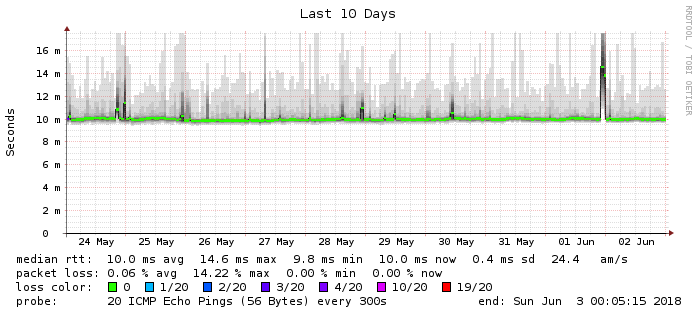 Last 10 Days
RRDTOOL / TOBI OETIKER
Seconds
16 m
14 m
12 m
10 m
8 m
6 m
4 m
2 m
0
24 May 25 May 26 May 27 May 28 May 29 May 30 May 31 May 01 Jun 02 Jun
median rtt: 10.0 ms avg 14.6 ms max 9.8 ms min 10.0 ms now 0.4 ms sd 24.4 am/s
packet loss: 0.06 % avg 14.22 % max 0.00 % min 0.00 % now
loss color: 0 1/20 2/20 3/20 4/20 10/20 19/20
probe: 20 ICMP Echo Pings (56 Bytes) every 300s end: Sun Jun 3 00:05:15 2018